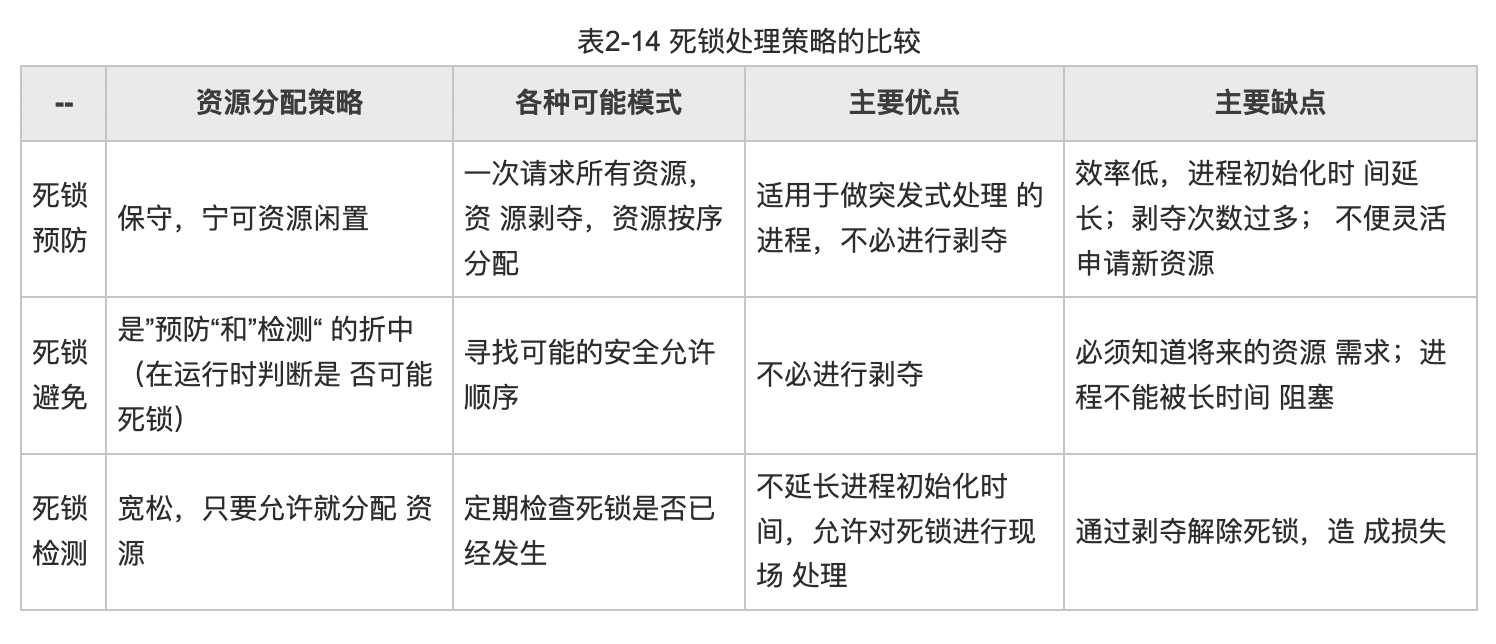 表2-14 死锁处理策略的比较
-- 资源分配策略 各种可能模式 主要优点 主要缺点
死锁
预防
保守，宁可资源闲置
一次请求所有资源，
资 源剥夺，资源按序
分配
适用于做突发式处理 的
进程，不必进行剥夺
效率低，进程初始化时 间延
长；剥夺次数过多； 不便灵活
申请新资源
死锁
避免
是”预防“和”检测“ 的折中
（在运行时判断是 否可能
死锁）
寻找可能的安全允许
顺序
不必进行剥夺
必须知道将来的资源 需求；进
程不能被长时间 阻塞
死锁
检测
宽松，只要允许就分配 资
源
定期检查死锁是否已
经发生
不延长进程初始化时
间，允许对死锁进行现
场 处理
通过剥夺解除死锁，造 成损失